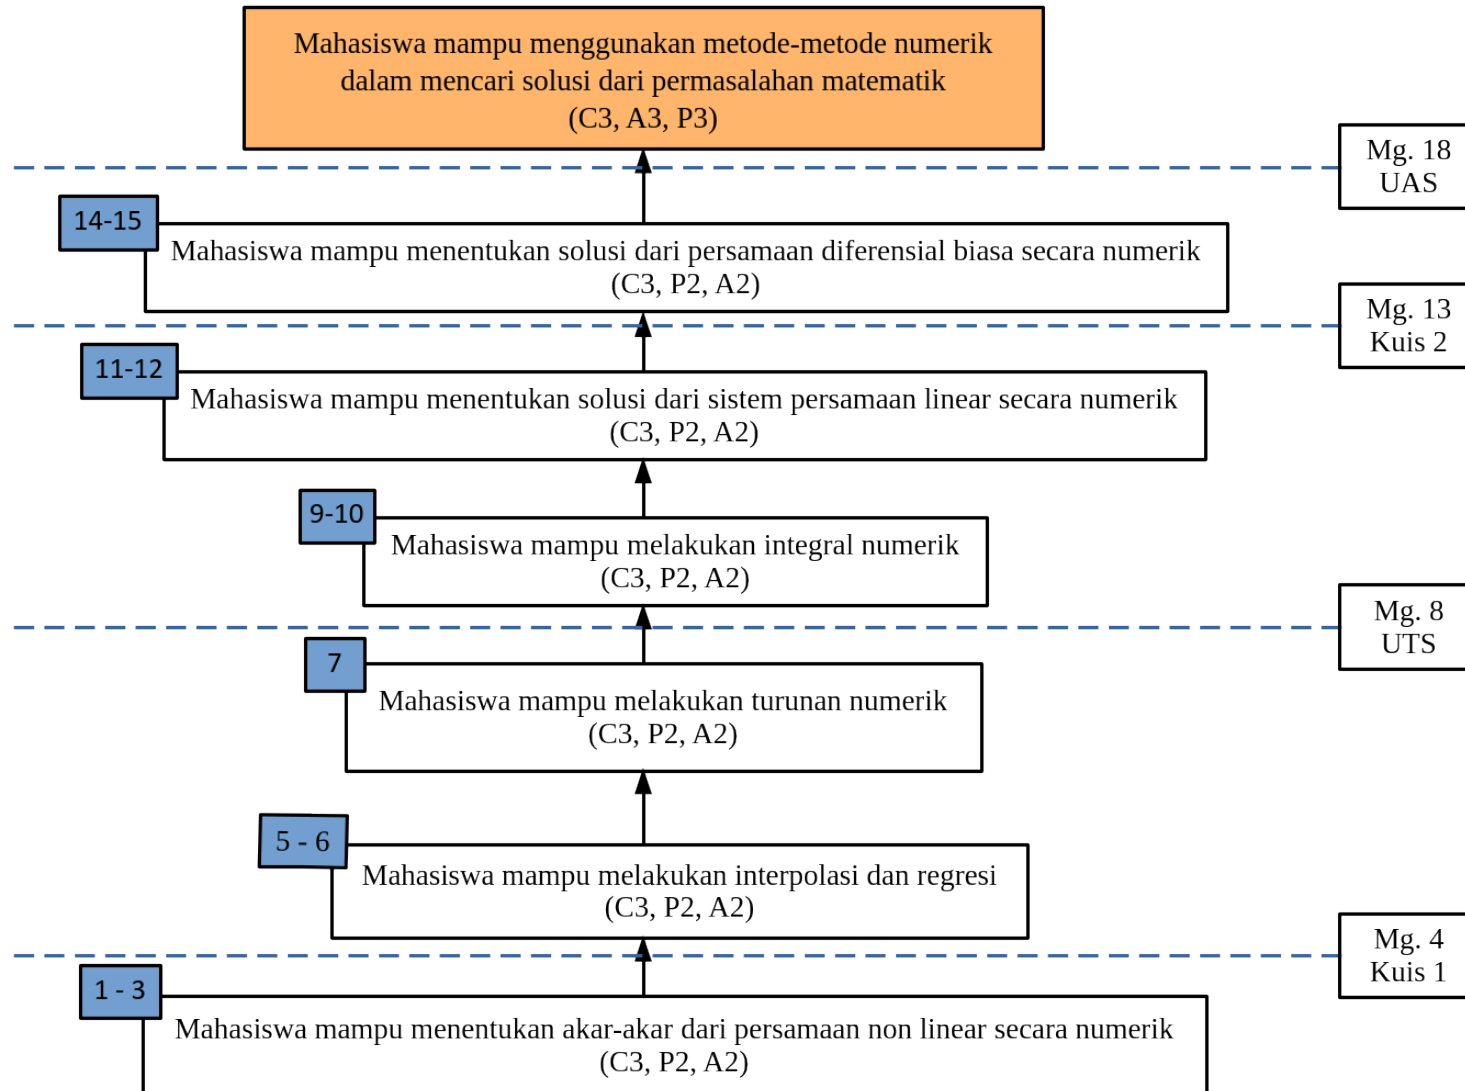 Mahasiswa mampu menggunakan metode-metode numerik
dalam mencari solusi dari permasalahan matematik
(C3, A3, P3)
Mg. 18
UAS
14-15
Mahasiswa mampu menentukan solusi dari persamaan diferensial biasa secara numerik
(C3, P2, A2)
Mg. 13
Kuis 2
11-12
Mahasiswa mampu menentukan solusi dari sistem persamaan linear secara numerik
(C3, P2, A2)
9-10
Mahasiswa mampu melakukan integral numerik
(C3, P2, A2)
Mg. 8
UTS
7
Mahasiswa mampu melakukan turunan numerik
(C3, P2, A2)
5 - 6
Mahasiswa mampu melakukan interpolasi dan regresi
(C3, P2, A2)
Mg. 4
Kuis 1
1 - 3
Mahasiswa mampu menentukan akar-akar dari persamaan non linear secara numerik
(C3, P2, A2)